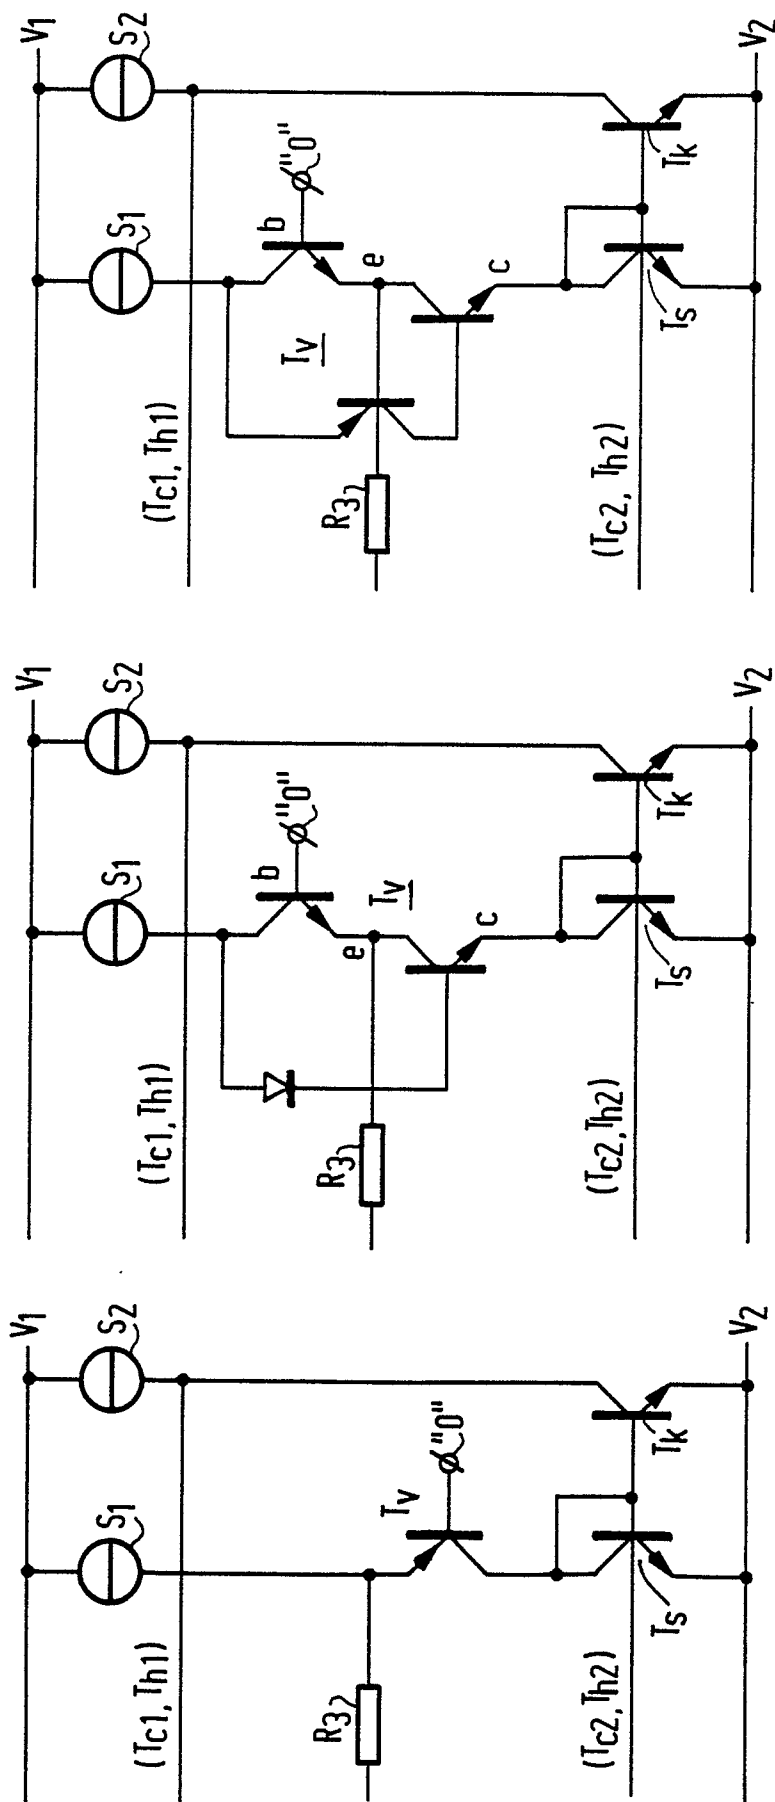 V1
S2
S1
"0"
b
e
c
Tv
(Tc1, Th1)
R3
(Tc2, Th2)
Ts
Tk
V2
V1
S2
S1
"0"
b
e
Tv
c
(Tc1, Th1)
R3
(Tc2, Th2)
Ts
Tk
V2
V1
S2
S1
"0"
Tv
(Tc1, Th1)
R3
(Tc2, Th2)
Ts
Tk
V2